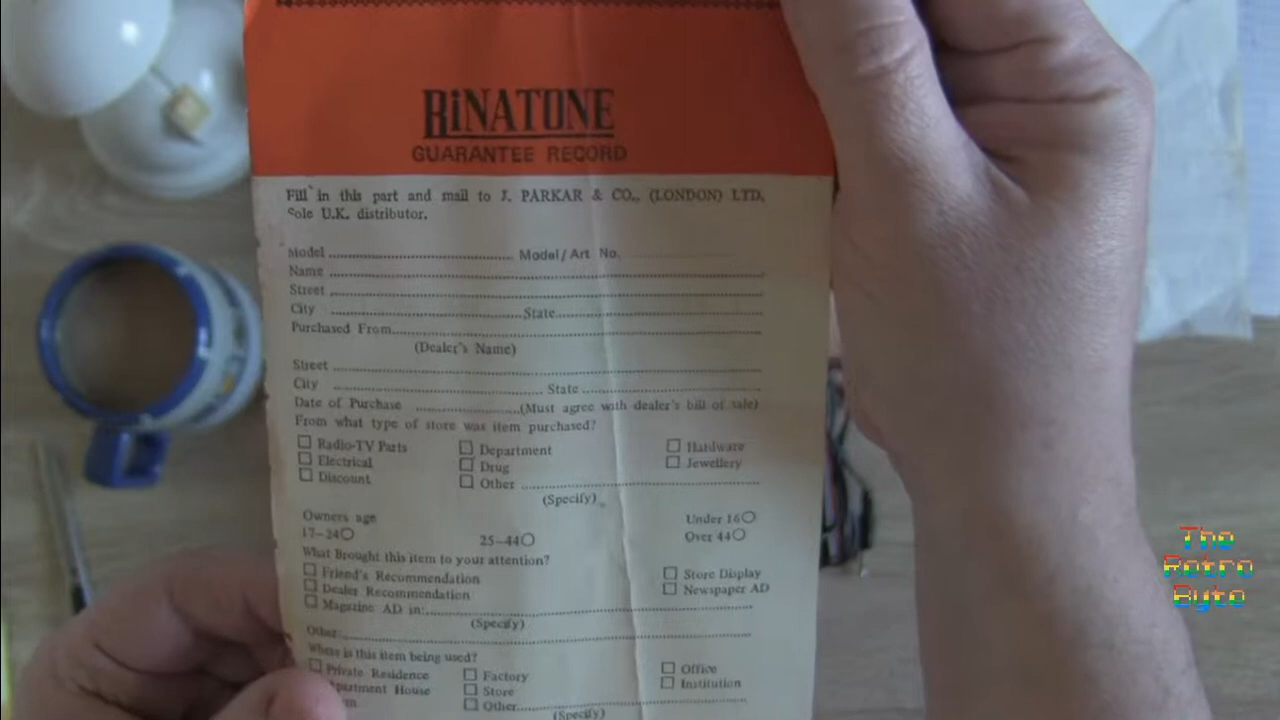 BiNATONE
GUARANTEE RECORD
Fill in this part and mail to J. PARKAR & CO., (LONDON) LTD,
Sole U.K. distributor.
Model Model/Art No.
Name
Street
City State
Purchased From
(Dealer's Name)
Street
City State
Date of Purchase (Must agree with dealer's bill of sale)
From what type of store was item purchased?
Radio-TV Parts Department Hardware
Electrical Drug Jewellery
Discount Other
(Specify)
Owners age Under 16
17-24 25-44 Over 44
What Brought this item to your attention?
Friend's Recommendation Store Display
Dealer Recommendation Newspaper AD
Magazine AD in:
(Specify)
Other:
Where is this item being used?
Private Residence Factory Office
Apartment House Store Institution
Other
(Specify)
The
Retro
Byte